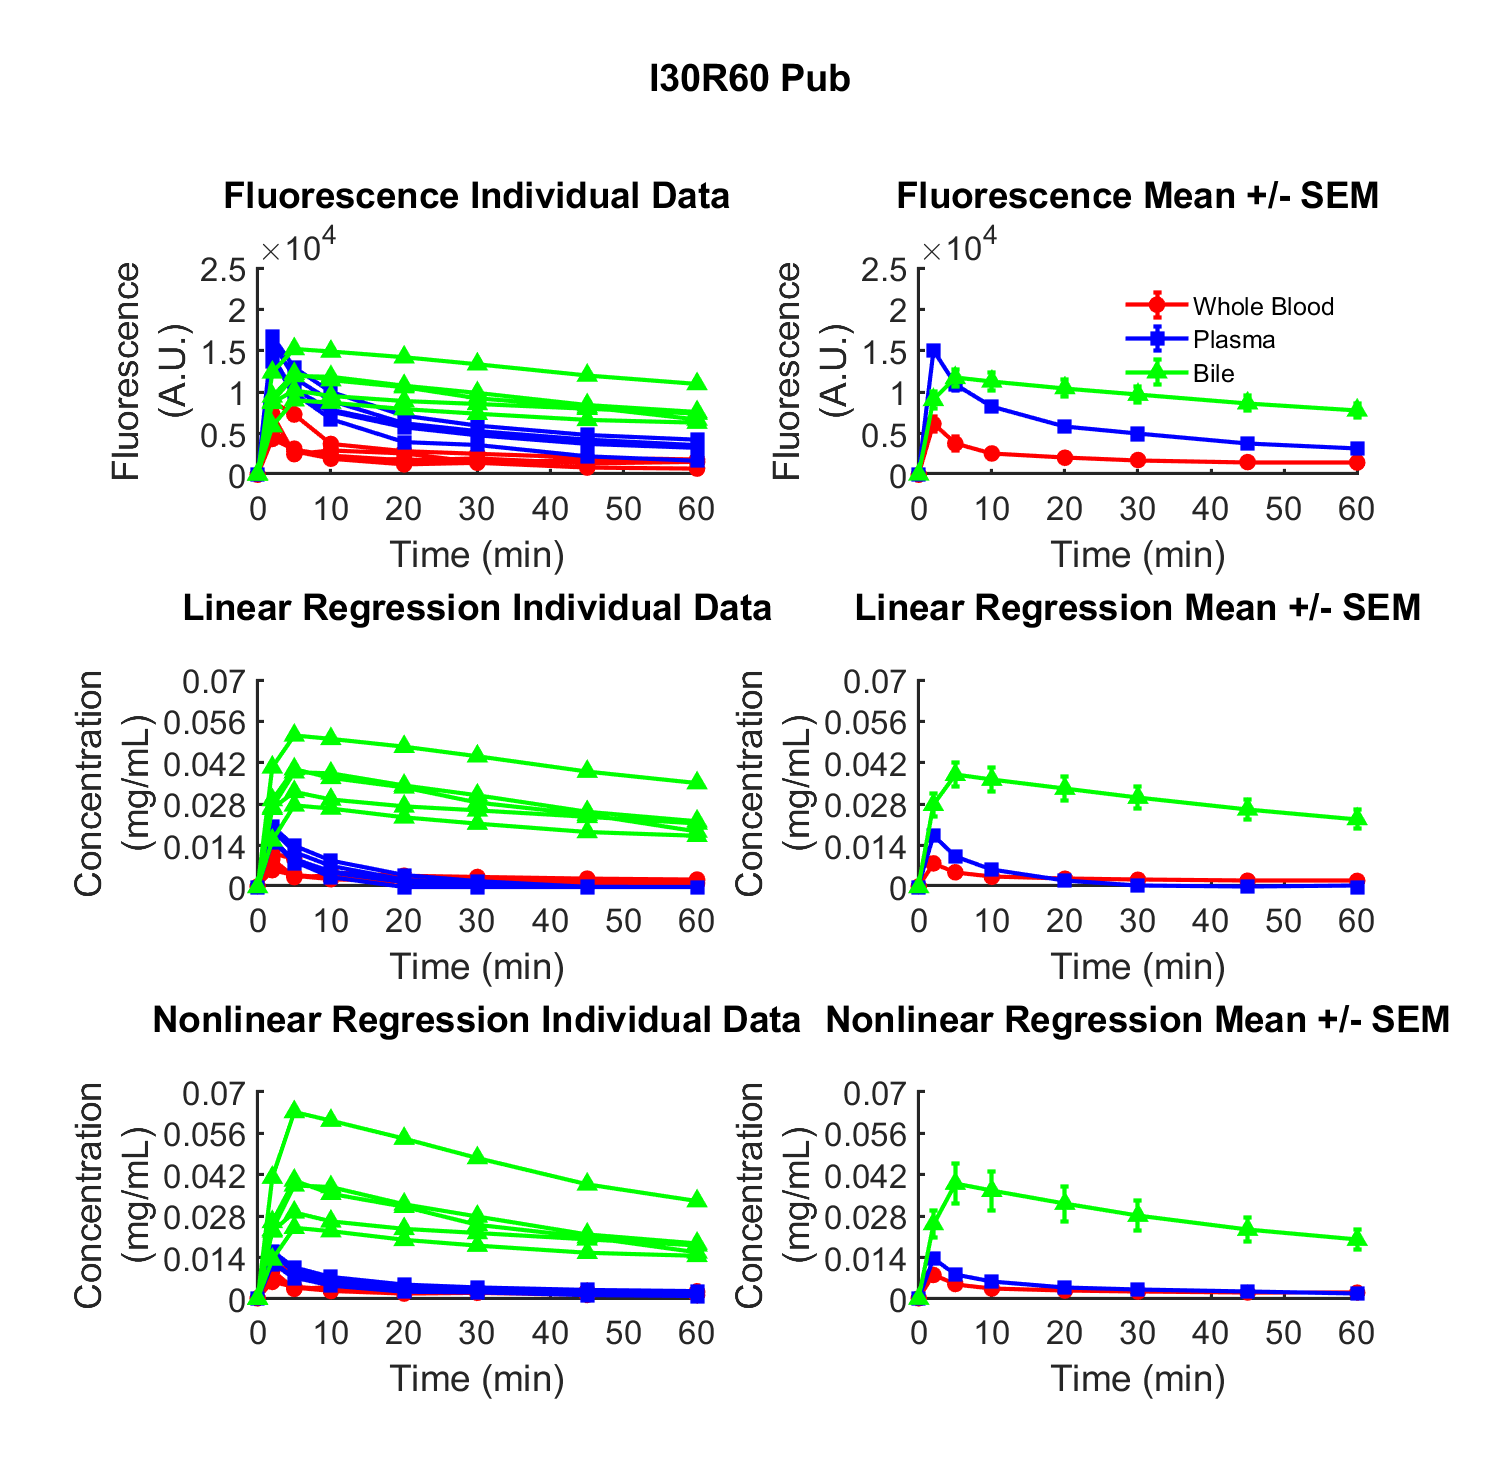 I30R60 Pub
Fluorescence Individual Data
Fluorescence
(A.U.)
×10^4
2.5
2
1.5
1
0.5
0
0 10 20 30 40 50 60
Time (min)
Fluorescence Mean +/- SEM
Fluorescence
(A.U.)
×10^4
2.5
2
1.5
1
0.5
0
0 10 20 30 40 50 60
Time (min)
Whole Blood
Plasma
Bile
Linear Regression Individual Data
Concentration
(mg/mL)
0.07
0.056
0.042
0.028
0.014
0
0 10 20 30 40 50 60
Time (min)
Linear Regression Mean +/- SEM
Concentration
(mg/mL)
0.07
0.056
0.042
0.028
0.014
0
0 10 20 30 40 50 60
Time (min)
Nonlinear Regression Individual Data
Concentration
(mg/mL)
0.07
0.056
0.042
0.028
0.014
0
0 10 20 30 40 50 60
Time (min)
Nonlinear Regression Mean +/- SEM
Concentration
(mg/mL)
0.07
0.056
0.042
0.028
0.014
0
0 10 20 30 40 50 60
Time (min)